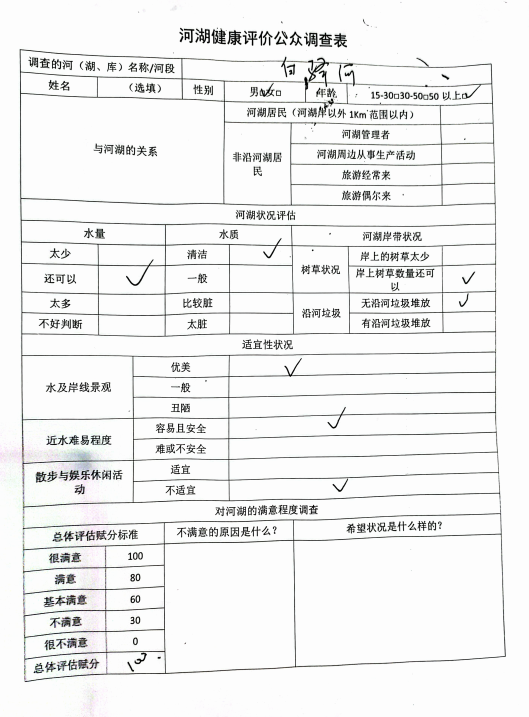 河湖健康评价公众调查表
调查的河（湖、库）名称/河段 白 河
姓名 （选填） 性别 男☑女□ 年龄 15-30□30-50□50 以上☑
与河湖的关系
河湖居民（河湖岸以外 1Km 范围以内）
非沿河湖居民
河湖管理者
河湖周边从事生产活动
旅游经常来
旅游偶尔来
河湖状况评估
水量 水质 河湖岸带状况
太少 清洁 ✓ 树草状况 岸上的树草太少
还可以 ✓ 一般 岸上树草数量还可以 ✓
太多 比较脏 沿河垃圾 无沿河垃圾堆放 ✓
不好判断 太脏 有沿河垃圾堆放
适宜性状况
水及岸线景观 优美 ✓
一般
丑陋
近水难易程度 容易且安全 ✓
难或不安全
散步与娱乐休闲活动 适宜
不适宜 ✓
对河湖的满意程度调查
总体评估赋分标准 不满意的原因是什么？ 希望状况是什么样的？
很满意 100
满意 80
基本满意 60
不满意 30
很不满意 0
总体评估赋分 100